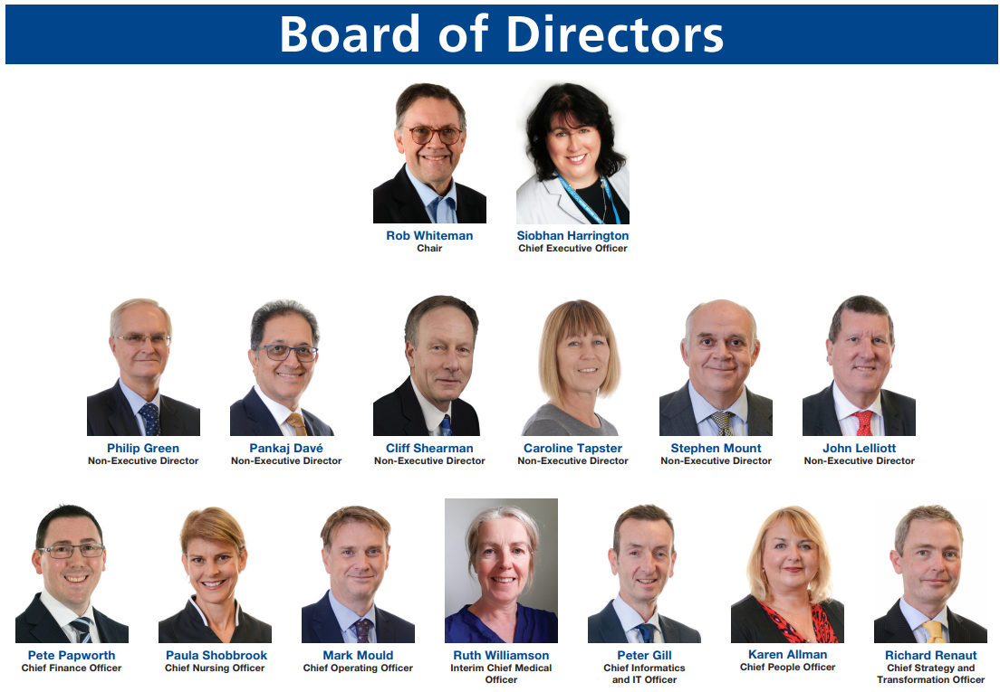 Board of Directors
Rob Whiteman
Chair
Siobhan Harrington
Chief Executive Officer
Philip Green
Non-Executive Director
Pankaj Davé
Non-Executive Director
Cliff Shearman
Non-Executive Director
Caroline Tapster
Non-Executive Director
Stephen Mount
Non-Executive Director
John Lelliott
Non-Executive Director
Pete Papworth
Chief Finance Officer
Paula Shobbrook
Chief Nursing Officer
Mark Mould
Chief Operating Officer
Ruth Williamson
Interim Chief Medical
Officer
Peter Gill
Chief Informatics
and IT Officer
Karen Allman
Chief People Officer
Richard Renaut
Chief Strategy and
Transformation Officer